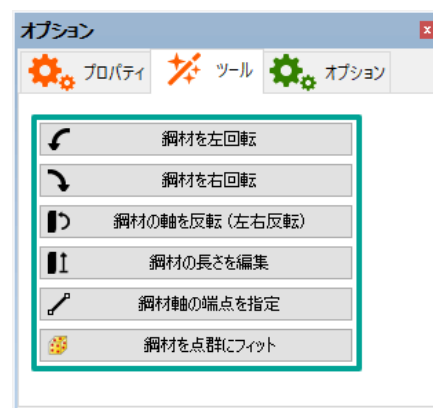 オプション
プロパティ ツール オプション
鋼材を左回転
鋼材を右回転
鋼材の軸を反転 (左右反転)
鋼材の長さを編集
鋼材軸の端点を指定
鋼材を点群にフィット